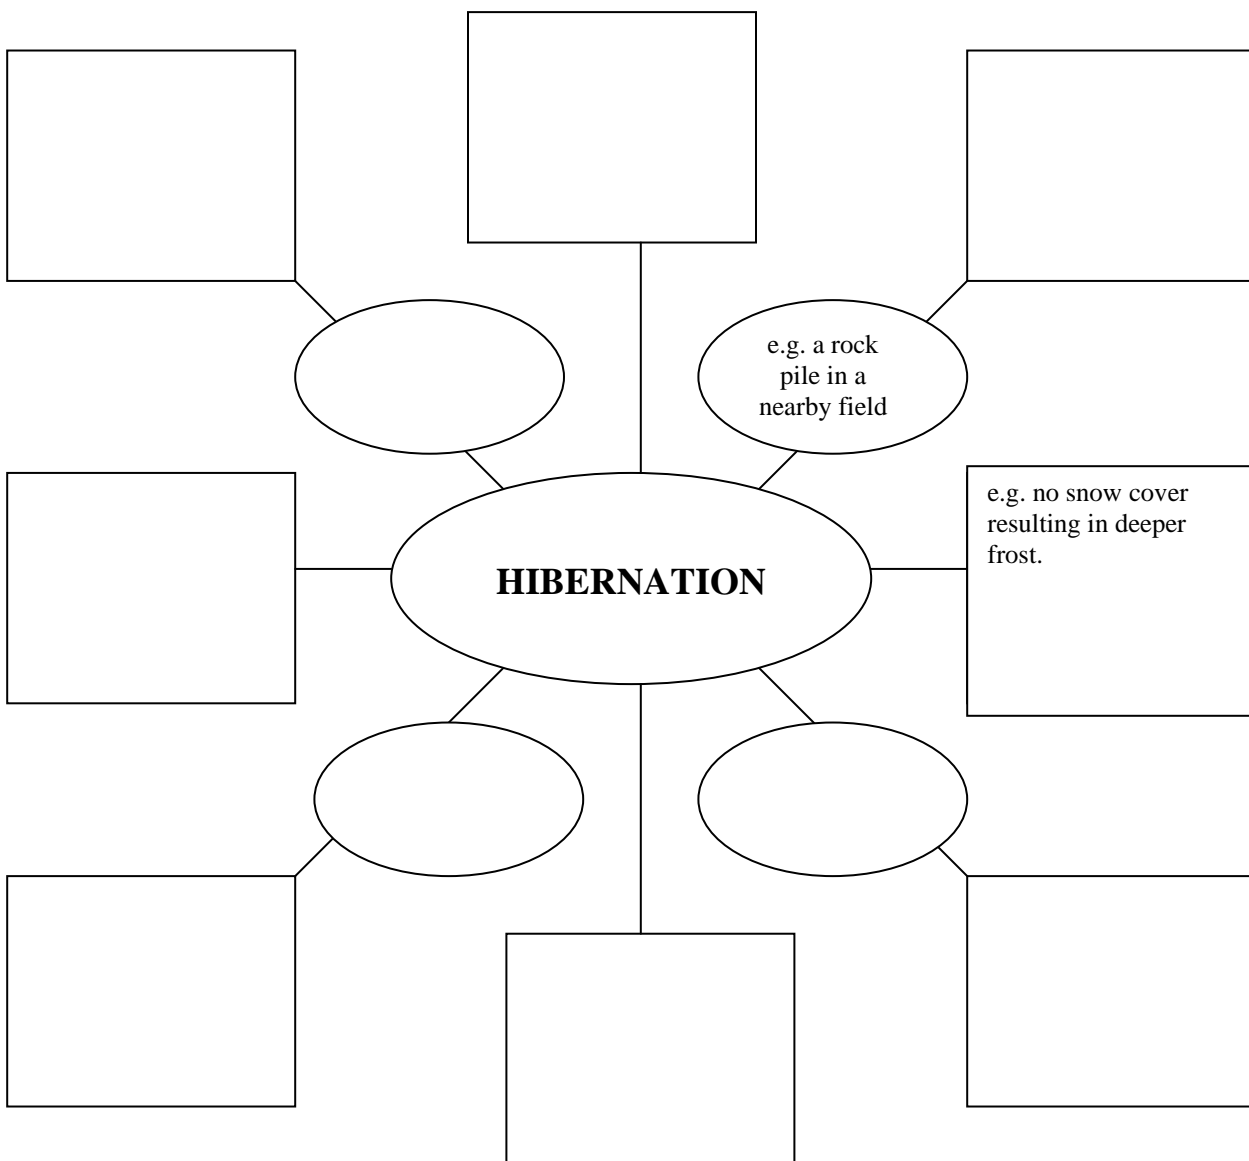 e.g. a rock
pile in a
nearby field
e.g. no snow cover
resulting in deeper
frost.
HIBERNATION